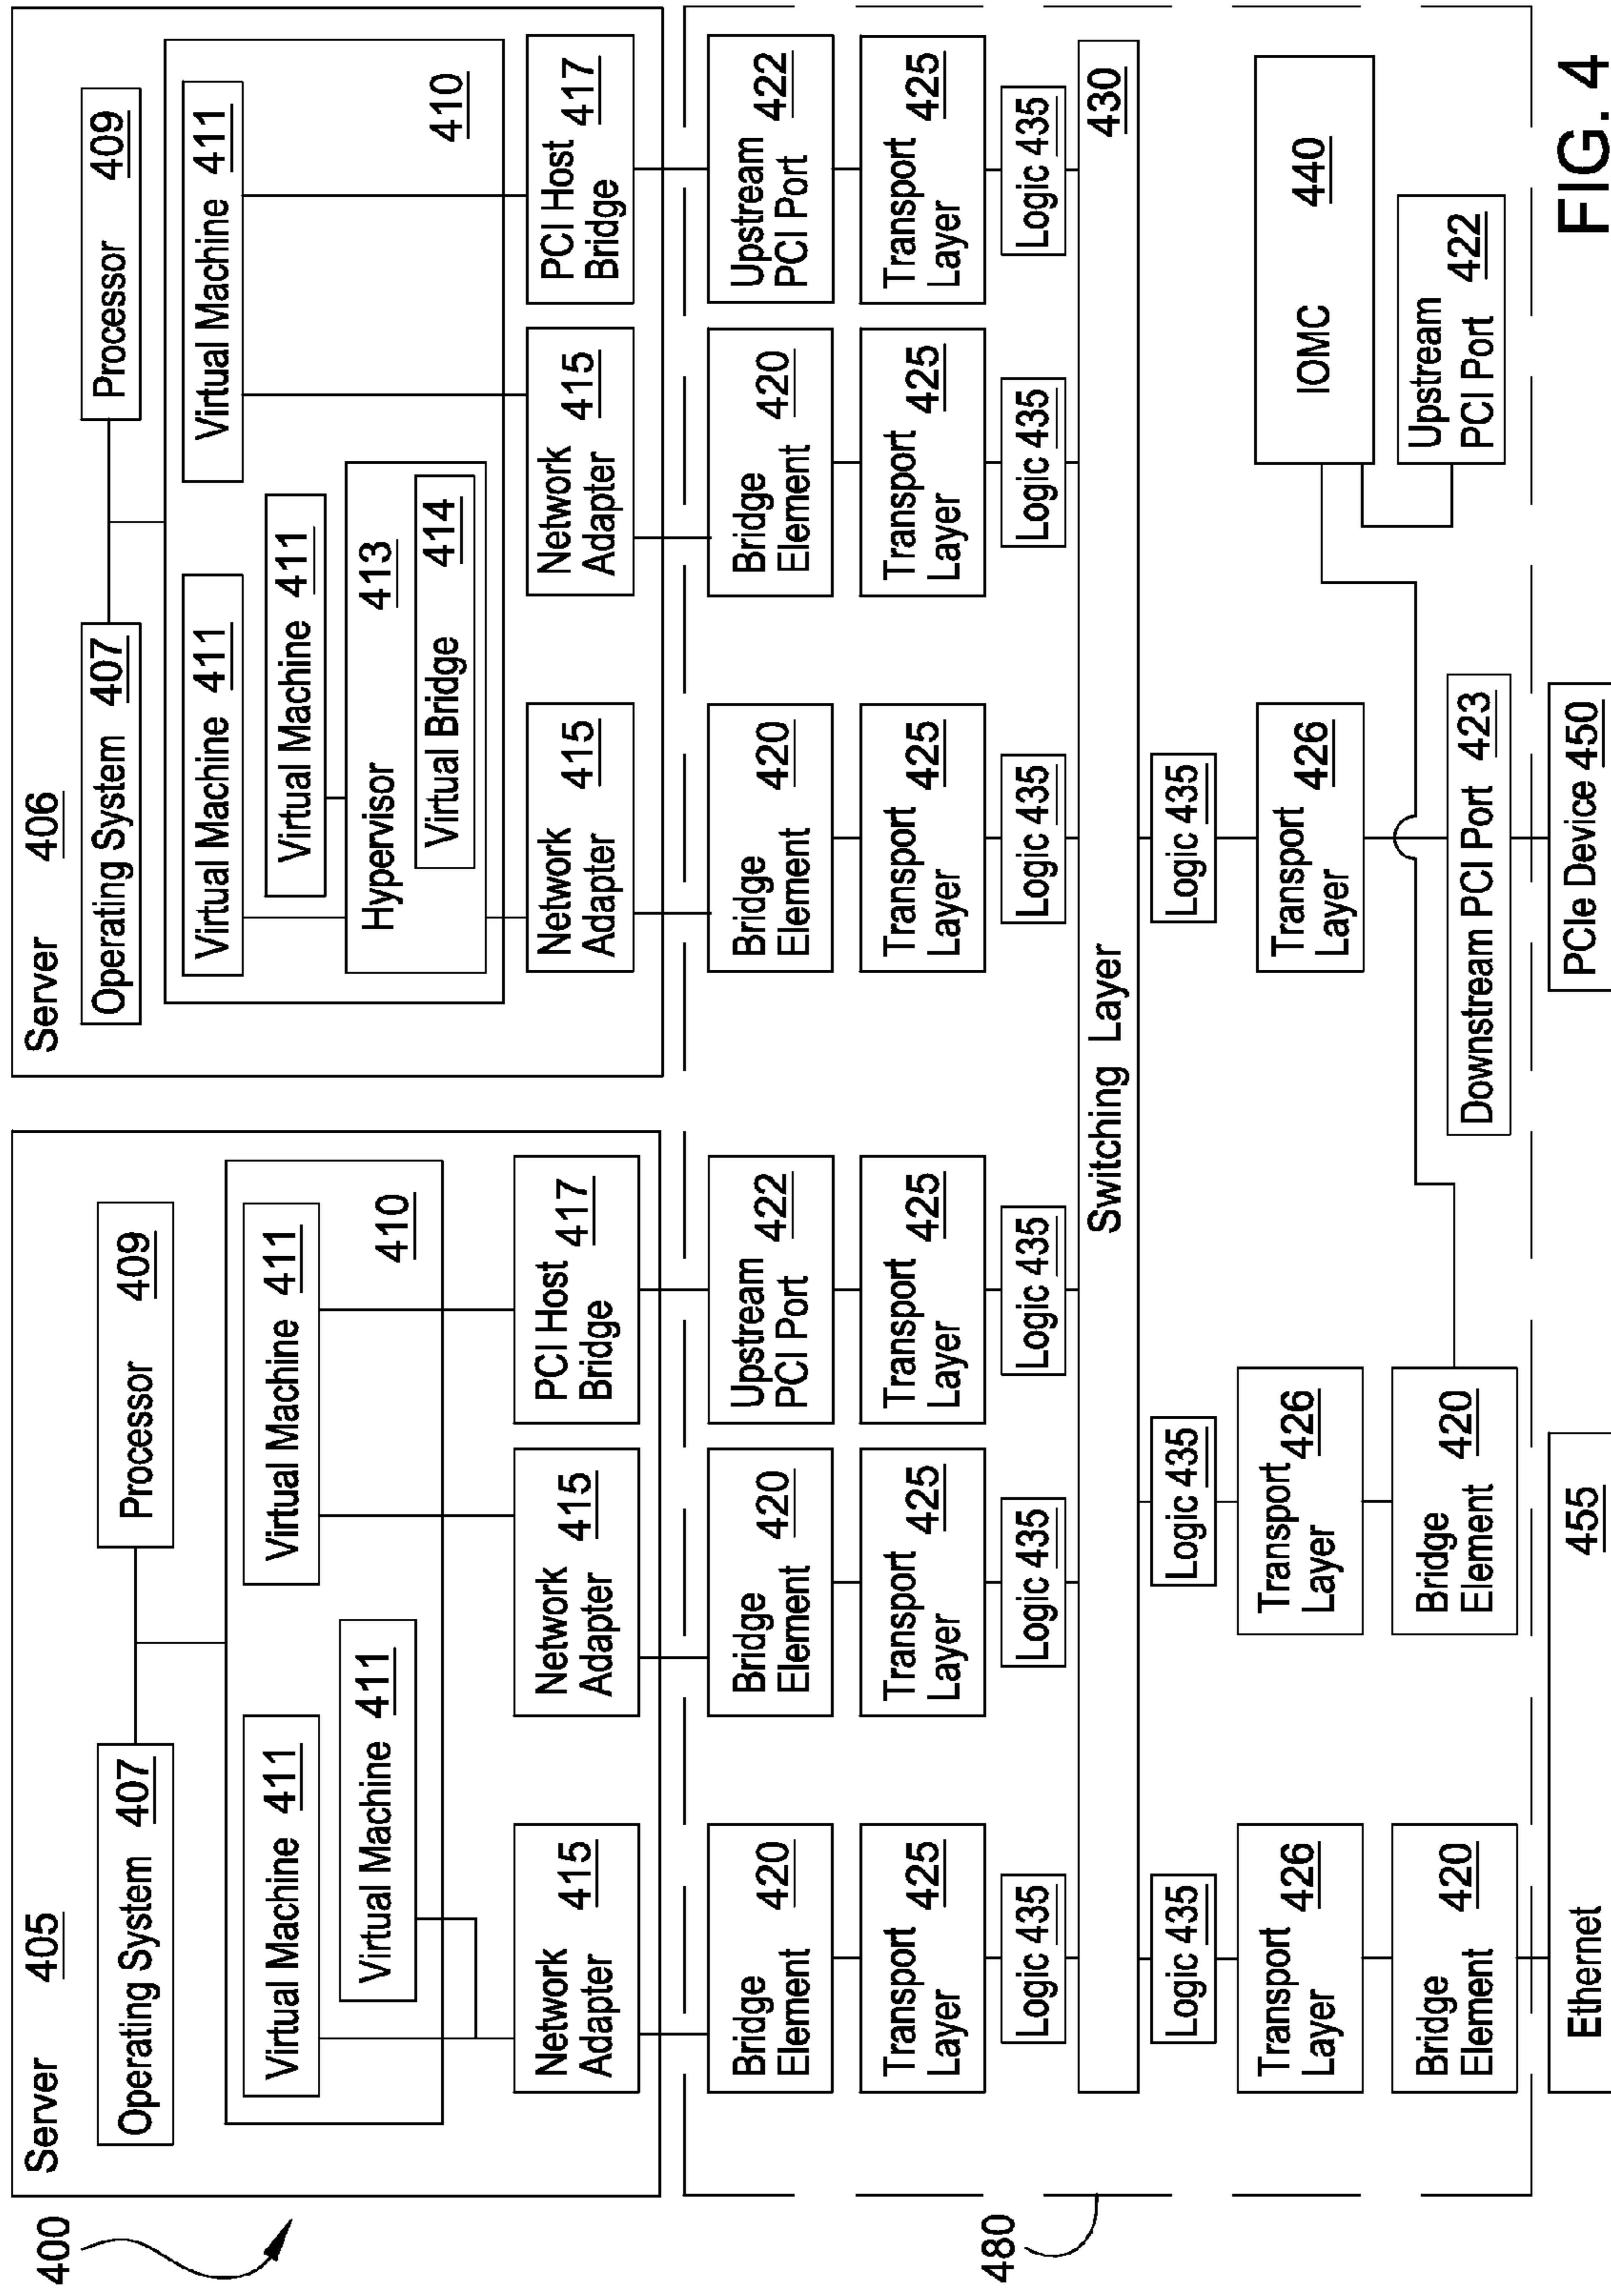 400
Server 405
Operating System 407
Processor 409
410
Virtual Machine 411
Virtual Machine 411
Virtual Machine 411
Network
Adapter 415
Network
Adapter 415
PCI Host
Bridge 417
Server 406
Operating System 407
Processor 409
410
Virtual Machine 411
Virtual Machine 411
Virtual Machine 411
Hypervisor 413
Virtual Bridge 414
Network
Adapter 415
Network
Adapter 415
PCI Host
Bridge 417
480
Bridge
Element 420
Bridge
Element 420
Upstream
PCI Port 422
Bridge
Element 420
Bridge
Element 420
Upstream
PCI Port 422
Transport
Layer 425
Transport
Layer 425
Transport
Layer 425
Transport
Layer 425
Transport
Layer 425
Transport
Layer 425
Logic 435
Logic 435
Logic 435
Logic 435
Logic 435
Logic 435
Switching Layer 430
Logic 435
Logic 435
Logic 435
Transport
Layer 426
Transport
Layer 426
Transport
Layer 426
IOMC 440
Bridge
Element 420
Bridge
Element 420
Downstream PCI Port 423
Upstream
PCI Port 422
Ethernet 455
PCIe Device 450
FIG. 4